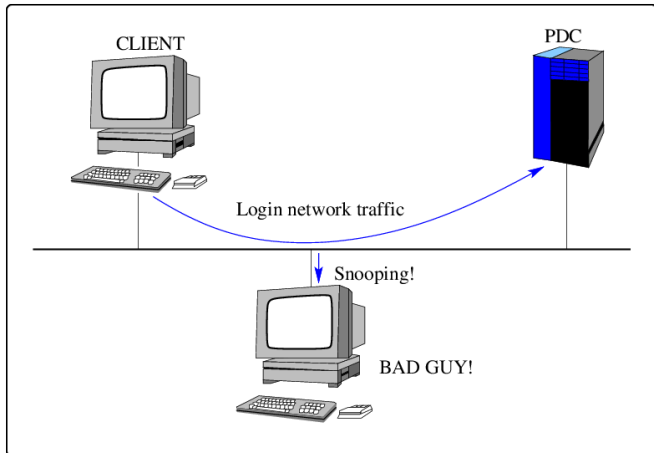 CLIENT
PDC
Login network traffic
Snooping!
BAD GUY!